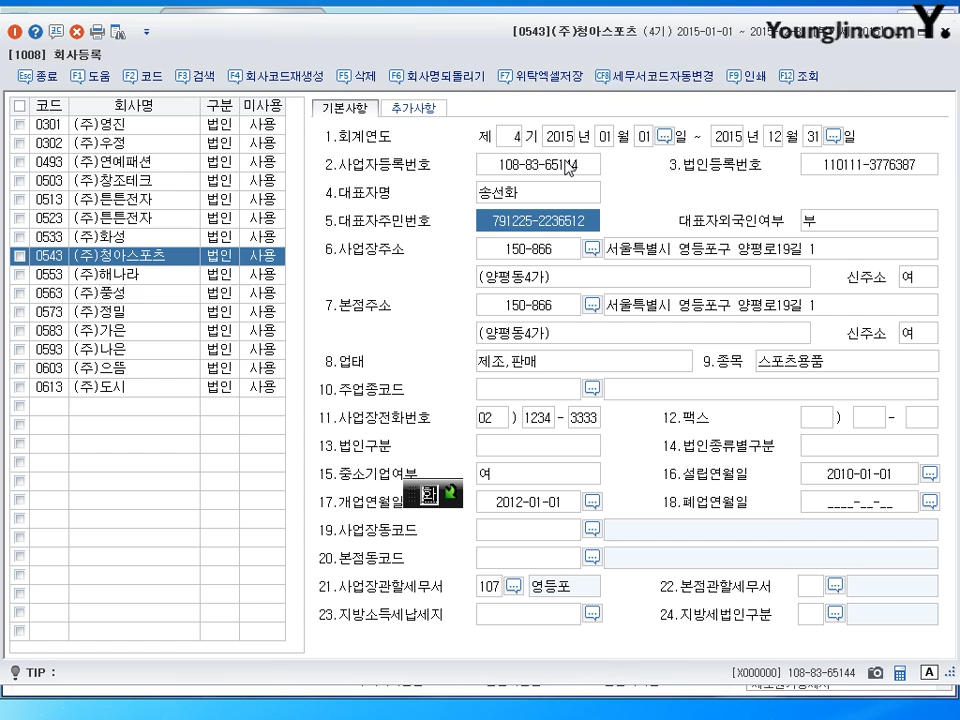 [0543](주)청아스포츠 (4기) 2015-01-01 ~
Younglin.com Y.
[1008] 회사등록
Esc 종료 F1 도움 F2 코드 F3 검색 F4 회사코드재생성 F5 삭제 F6 회사명되돌리기 F7 위탁엑셀저장 CF8 세무서코드자동변경 F9 인쇄 F12 조회
코드 회사명 구분 미사용
0301 (주)영진 법인 사용
0302 (주)우정 법인 사용
0493 (주)연예패션 법인 사용
0503 (주)창조테크 법인 사용
0513 (주)튼튼전자 법인 사용
0523 (주)튼튼전자 법인 사용
0533 (주)화성 법인 사용
0543 (주)청아스포츠 법인 사용
0553 (주)해나라 법인 사용
0563 (주)풍성 법인 사용
0573 (주)정밀 법인 사용
0583 (주)가은 법인 사용
0593 (주)나은 법인 사용
0603 (주)으뜸 법인 사용
0613 (주)도시 법인 사용
기본사항 추가사항
1.회계연도 제 4 기 2015 년 01 월 01 일 ~ 2015 년 12 월 31 일
2.사업자등록번호 108-83-65144 3.법인등록번호 110111-3776387
4.대표자명 송선화
5.대표자주민번호 791225-2236512 대표자외국인여부 부
6.사업장주소 150-866 서울특별시 영등포구 양평로19길 1
(양평동4가) 신주소 여
7.본점주소 150-866 서울특별시 영등포구 양평로19길 1
(양평동4가) 신주소 여
8.업태 제조,판매 9.종목 스포츠용품
10.주업종코드
11.사업장전화번호 02 ) 1234 - 3333 12.팩스 ) -
13.법인구분 14.법인종류별구분
15.중소기업여부 여 16.설립연월일 2010-01-01
17.개업연월일 2012-01-01 18.폐업연월일 ____-__-__
19.사업장동코드
20.본점동코드
21.사업장관할세무서 107 영등포 22.본점관할세무서
23.지방소득세납세지 24.지방세법인구분
TIP : [X000000] 108-83-65144 A